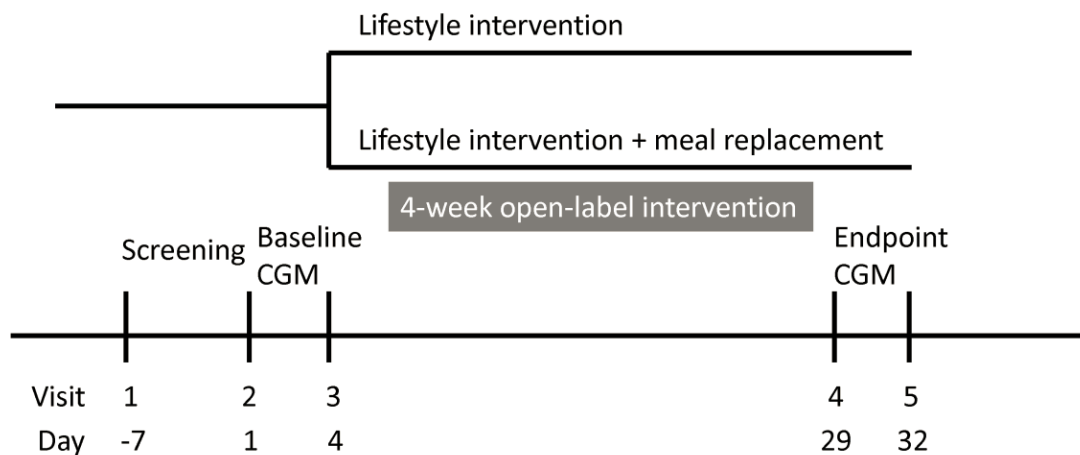 Lifestyle intervention
Lifestyle intervention + meal replacement
4-week open-label intervention
Screening
Baseline
CGM
Endpoint
CGM
Visit 1 2 3 4 5
Day -7 1 4 29 32